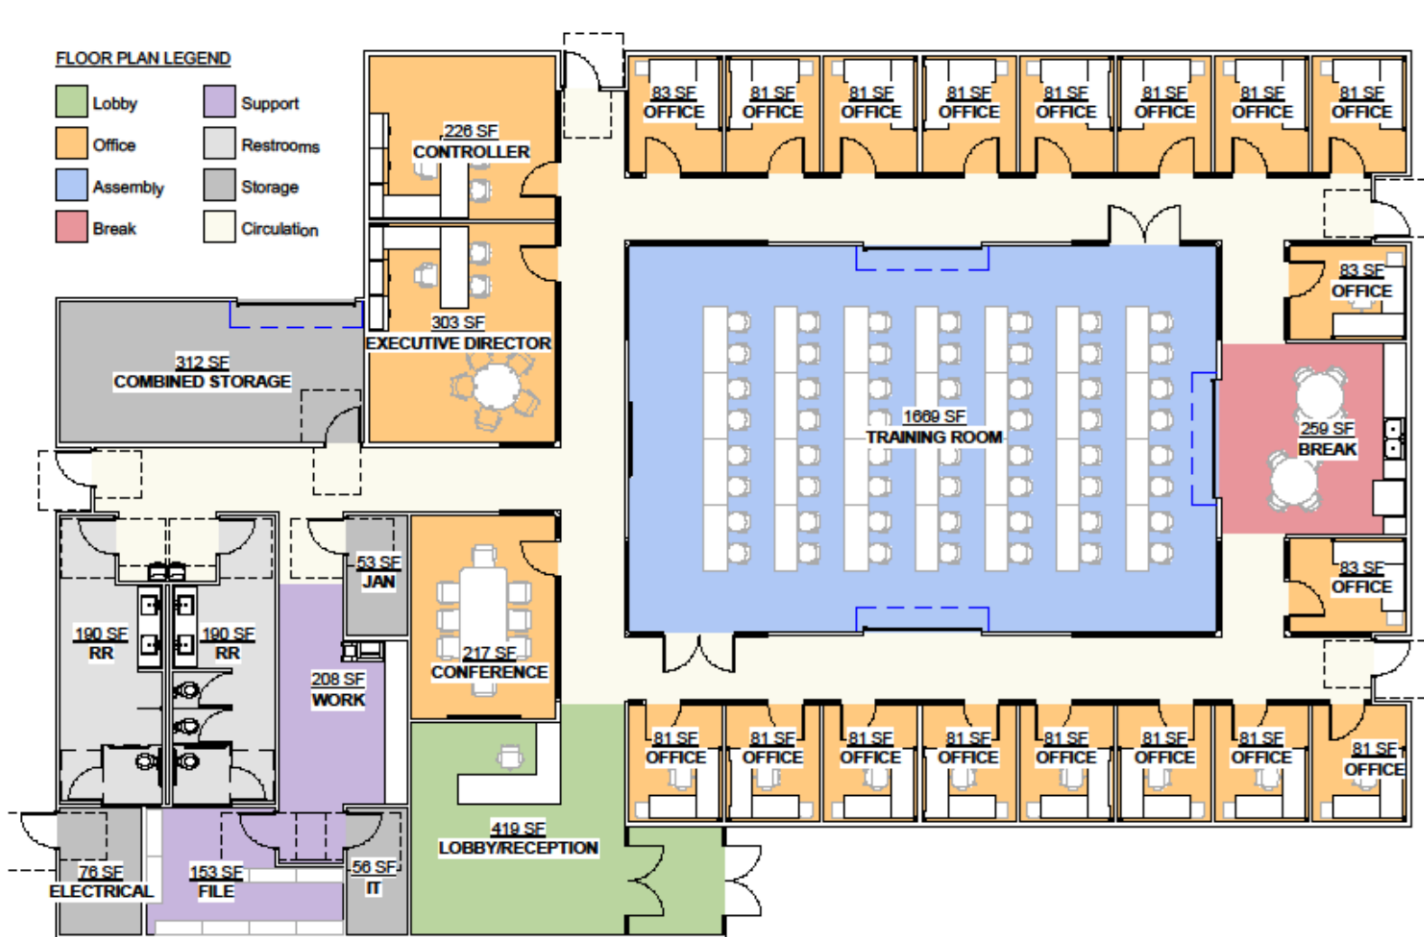 FLOOR PLAN LEGEND
Lobby
Support
Office
Restrooms
Assembly
Storage
Break
Circulation
226 SF
CONTROLLER
303 SF
EXECUTIVE DIRECTOR
312 SF
COMBINED STORAGE
83 SF
OFFICE
81 SF
OFFICE
81 SF
OFFICE
81 SF
OFFICE
81 SF
OFFICE
81 SF
OFFICE
81 SF
OFFICE
81 SF
OFFICE
83 SF
OFFICE
1669 SF
TRAINING ROOM
259 SF
BREAK
83 SF
OFFICE
53 SF
JAN
190 SF
RR
190 SF
RR
208 SF
WORK
217 SF
CONFERENCE
81 SF
OFFICE
81 SF
OFFICE
81 SF
OFFICE
81 SF
OFFICE
81 SF
OFFICE
81 SF
OFFICE
81 SF
OFFICE
81 SF
OFFICE
419 SF
LOBBY/RECEPTION
76 SF
ELECTRICAL
153 SF
FILE
56 SF
IT